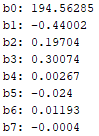 b0: 194.56285
b1: -0.44002
b2: 0.19704
b3: 0.30074
b4: 0.00267
b5: -0.024
b6: 0.01193
b7: -0.0004